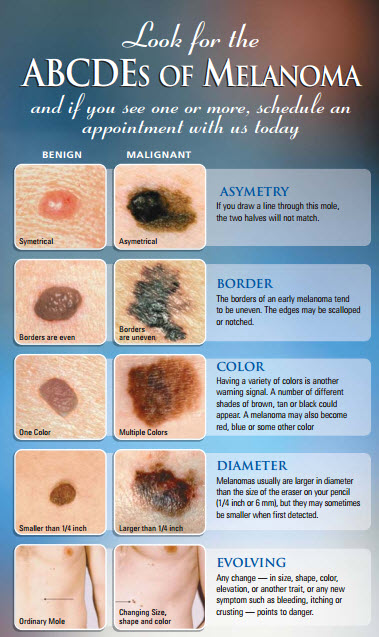 Look for the
ABCDEs of Melanoma
and if you see one or more, schedule an
appointment with us today
BENIGN MALIGNANT
Symetrical
Asymetrical
ASYMETRY
If you draw a line through this mole,
the two halves will not match.
Borders are even
Borders
are uneven
BORDER
The borders of an early melanoma tend
to be uneven. The edges may be scalloped
or notched.
One Color
Multiple Colors
COLOR
Having a variety of colors is another
warning signal. A number of different
shades of brown, tan or black could
appear. A melanoma may also become
red, blue or some other color
Smaller than 1/4 inch
Larger than 1/4 inch
DIAMETER
Melanomas usually are larger in diameter
than the size of the eraser on your pencil
(1/4 inch or 6 mm), but they may sometimes
be smaller when first detected.
Ordinary Mole
Changing Size,
shape and color
EVOLVING
Any change — in size, shape, color,
elevation, or another trait, or any new
symptom such as bleeding, itching or
crusting — points to danger.